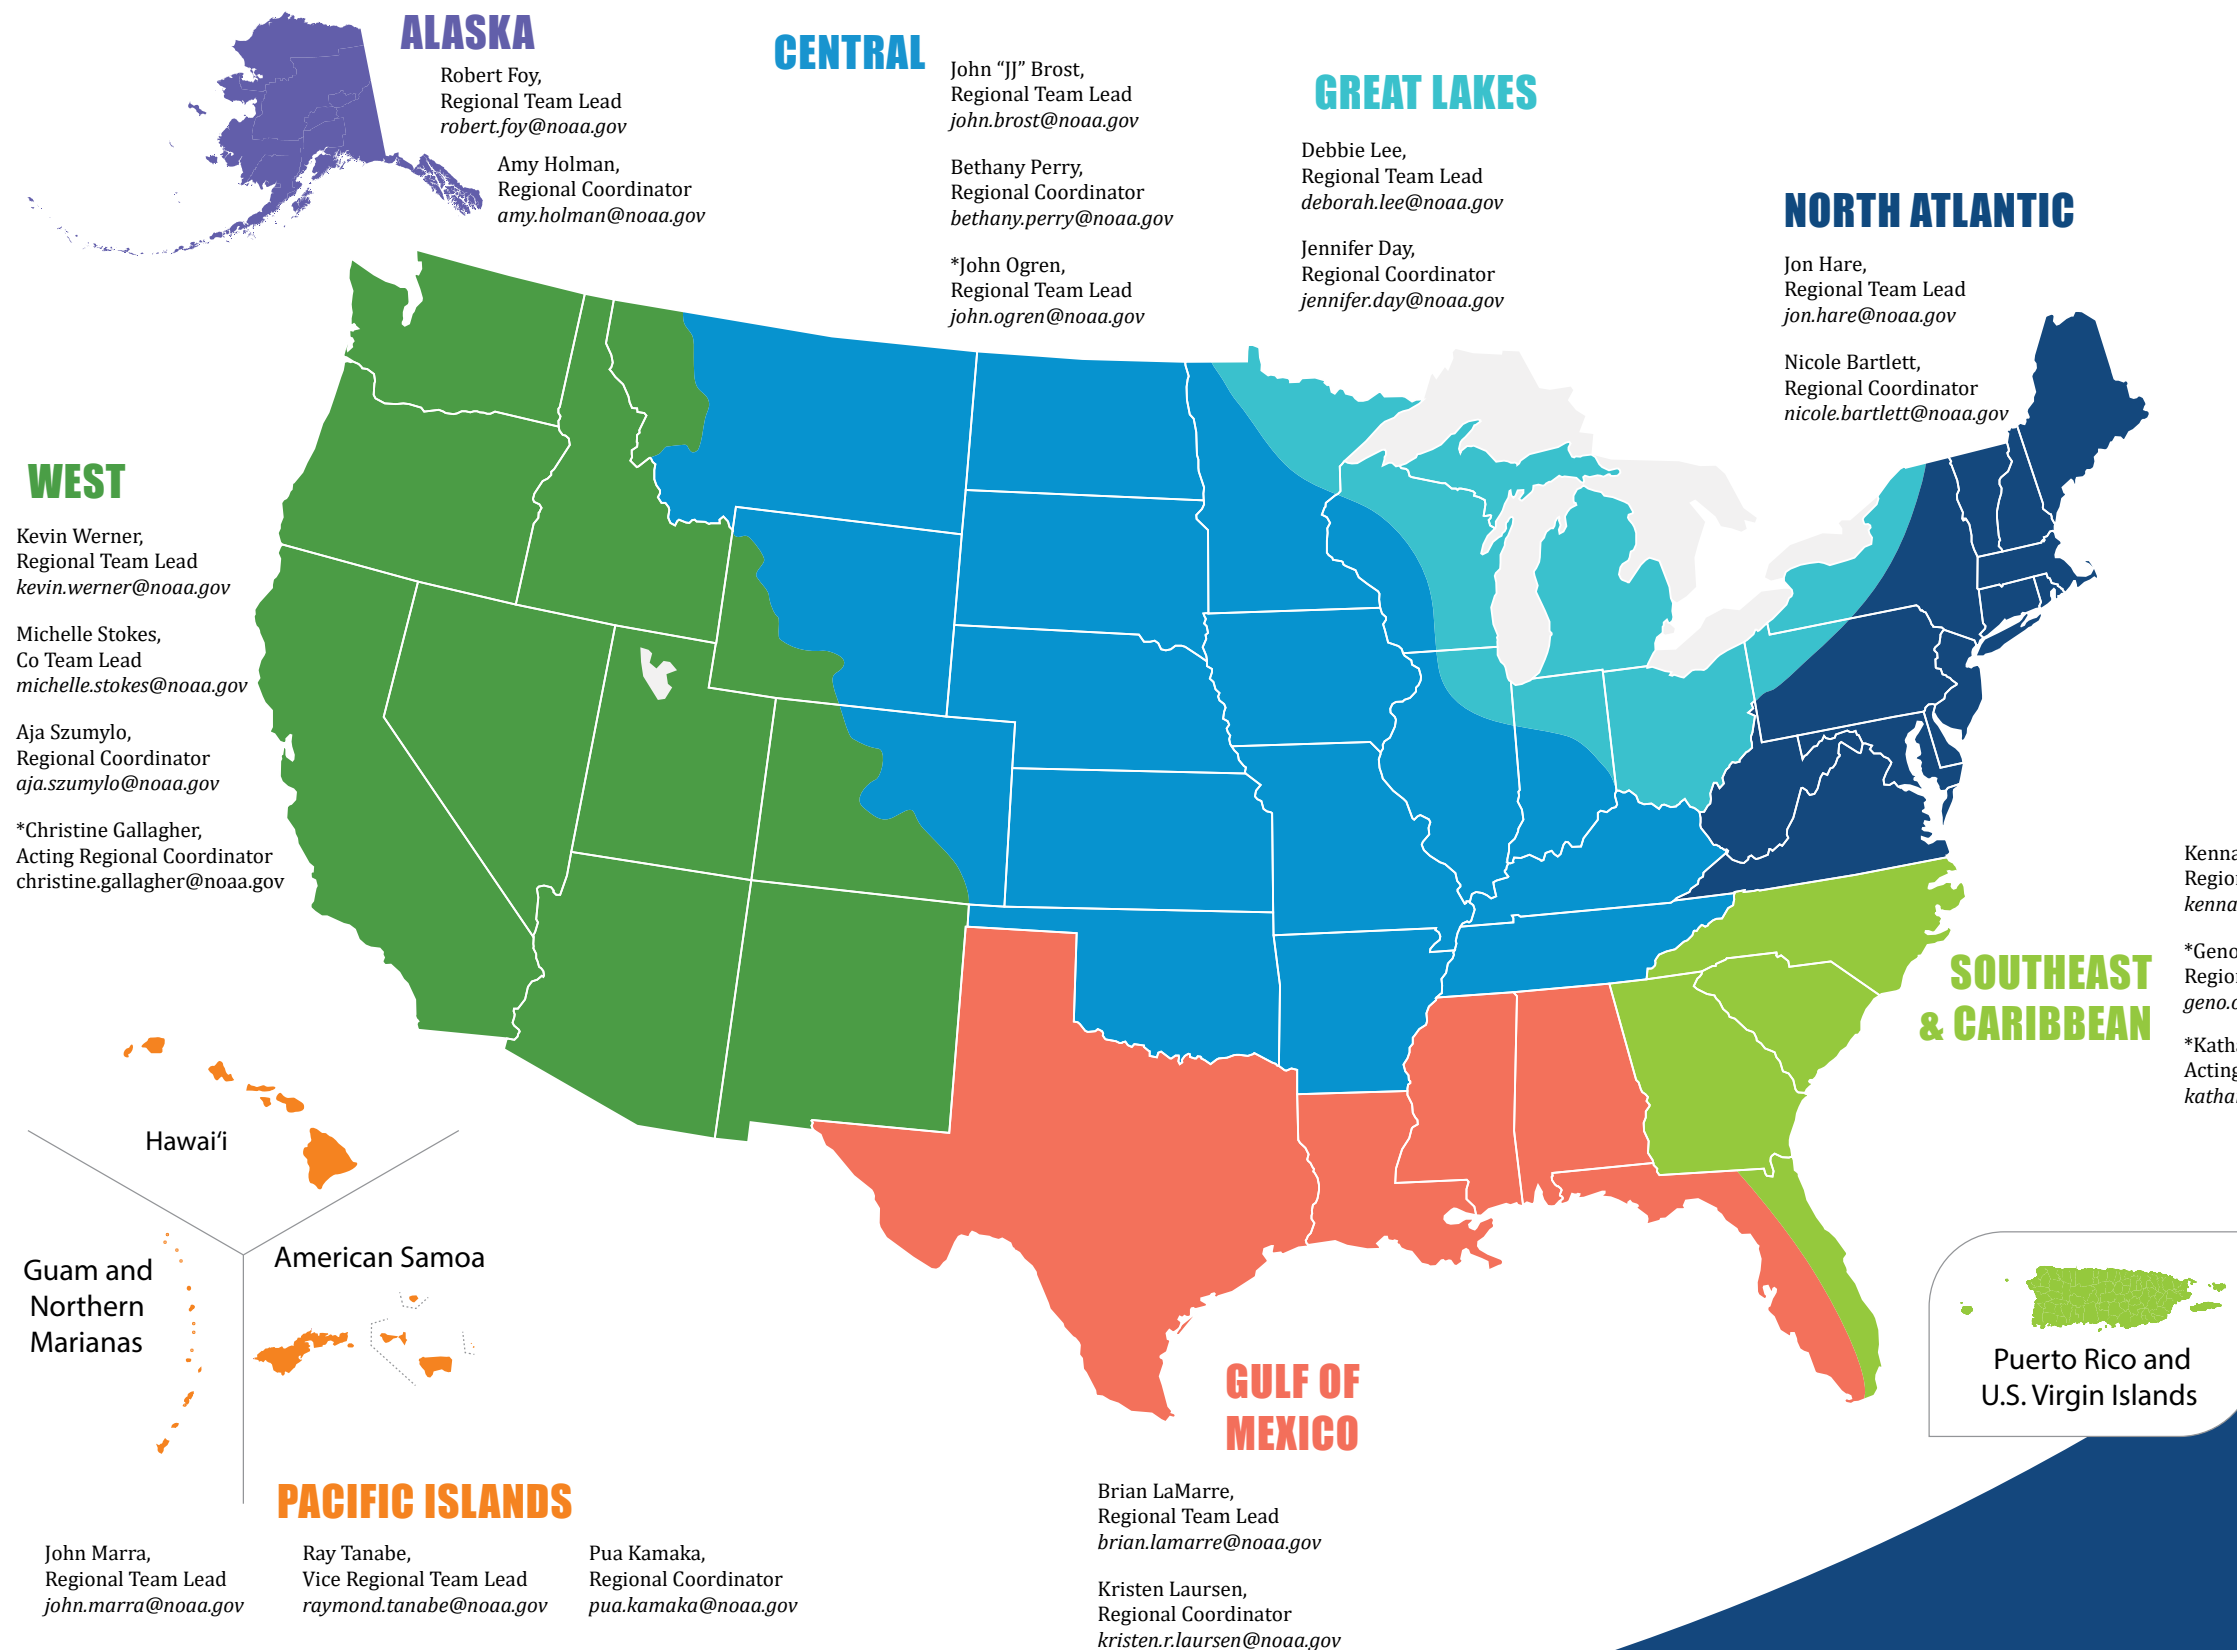 ALASKA
Robert Foy,
Regional Team Lead
robert.foy@noaa.gov
Amy Holman,
Regional Coordinator
amy.holman@noaa.gov
CENTRAL
John “JJ” Brost,
Regional Team Lead
john.brost@noaa.gov
Bethany Perry,
Regional Coordinator
bethany.perry@noaa.gov
*John Ogren,
Regional Team Lead
john.ogren@noaa.gov
GREAT LAKES
Debbie Lee,
Regional Team Lead
deborah.lee@noaa.gov
Jennifer Day,
Regional Coordinator
jennifer.day@noaa.gov
NORTH ATLANTIC
Jon Hare,
Regional Team Lead
jon.hare@noaa.gov
Nicole Bartlett,
Regional Coordinator
nicole.bartlett@noaa.gov
WEST
Kevin Werner,
Regional Team Lead
kevin.werner@noaa.gov
Michelle Stokes,
Co Team Lead
michelle.stokes@noaa.gov
Aja Szumylo,
Regional Coordinator
aja.szumylo@noaa.gov
*Christine Gallagher,
Acting Regional Coordinator
christine.gallagher@noaa.gov
SOUTHEAST
& CARIBBEAN
*Geno
Acting
Hawaiʻi
Guam and
Northern
Marianas
American Samoa
Puerto Rico and
U.S. Virgin Islands
GULF OF
MEXICO
Brian LaMarre,
Regional Team Lead
brian.lamarre@noaa.gov
Kristen Laursen,
Regional Coordinator
kristen.r.laursen@noaa.gov
PACIFIC ISLANDS
John Marra,
Regional Team Lead
john.marra@noaa.gov
Ray Tanabe,
Vice Regional Team Lead
raymond.tanabe@noaa.gov
Pua Kamaka,
Regional Coordinator
pua.kamaka@noaa.gov